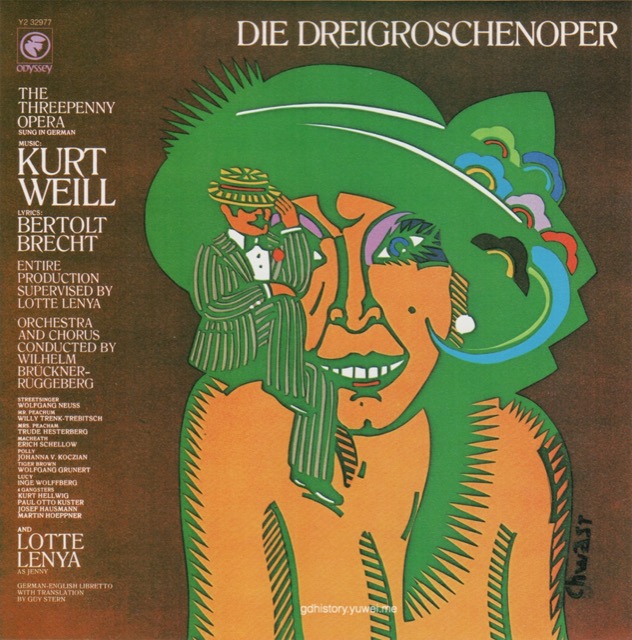 Y2 32977
DIE DREIGROSCHENOPER
odyssey
THE
THREEPENNY
OPERA
SUNG IN GERMAN
MUSIC:
KURT
WEILL
LYRICS:
BERTOLT
BRECHT
ENTIRE
PRODUCTION
SUPERVISED BY
LOTTE LENYA
ORCHESTRA
AND CHORUS
CONDUCTED BY
WILHELM
BRÜCKNER-
RUGGEBERG
STREETSINGER
WOLFGANG NEUSS
MR. PEACHUM
WILLY TRENK-TREBITSCH
MRS. PEACHAM
TRUDE HESTERBERG
MACHEATH
ERICH SCHELLOW
POLLY
JOHANNA V. KOCZIAN
TIGER BROWN
WOLFGANG GRUNERT
LUCY
INGE WOLFFBERG
4 GANGSTERS
KURT HELLWIG
PAUL OTTO KUSTER
JOSEF HAUSMANN
MARTIN HOEPPNER
AND
LOTTE
LENYA
AS JENNY
GERMAN-ENGLISH LIBRETTO
WITH TRANSLATION
BY GUY STERN
Chwast
gdhistory.yuwei.me